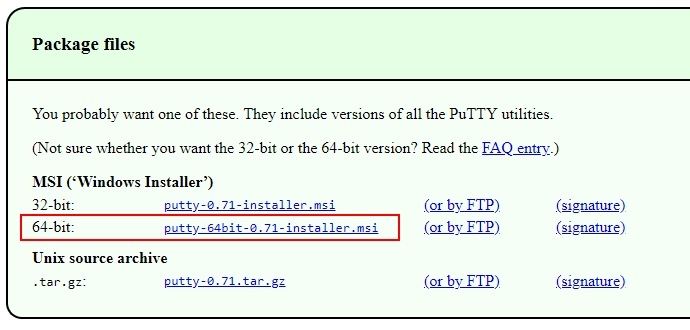 Package files
You probably want one of these. They include versions of all the PuTTY utilities.
(Not sure whether you want the 32-bit or the 64-bit version? Read the FAQ entry.)
MSI (‘Windows Installer’)
32-bit: putty-0.71-installer.msi (or by FTP) (signature)
64-bit: putty-64bit-0.71-installer.msi (or by FTP) (signature)
Unix source archive
.tar.gz: putty-0.71.tar.gz (or by FTP) (signature)